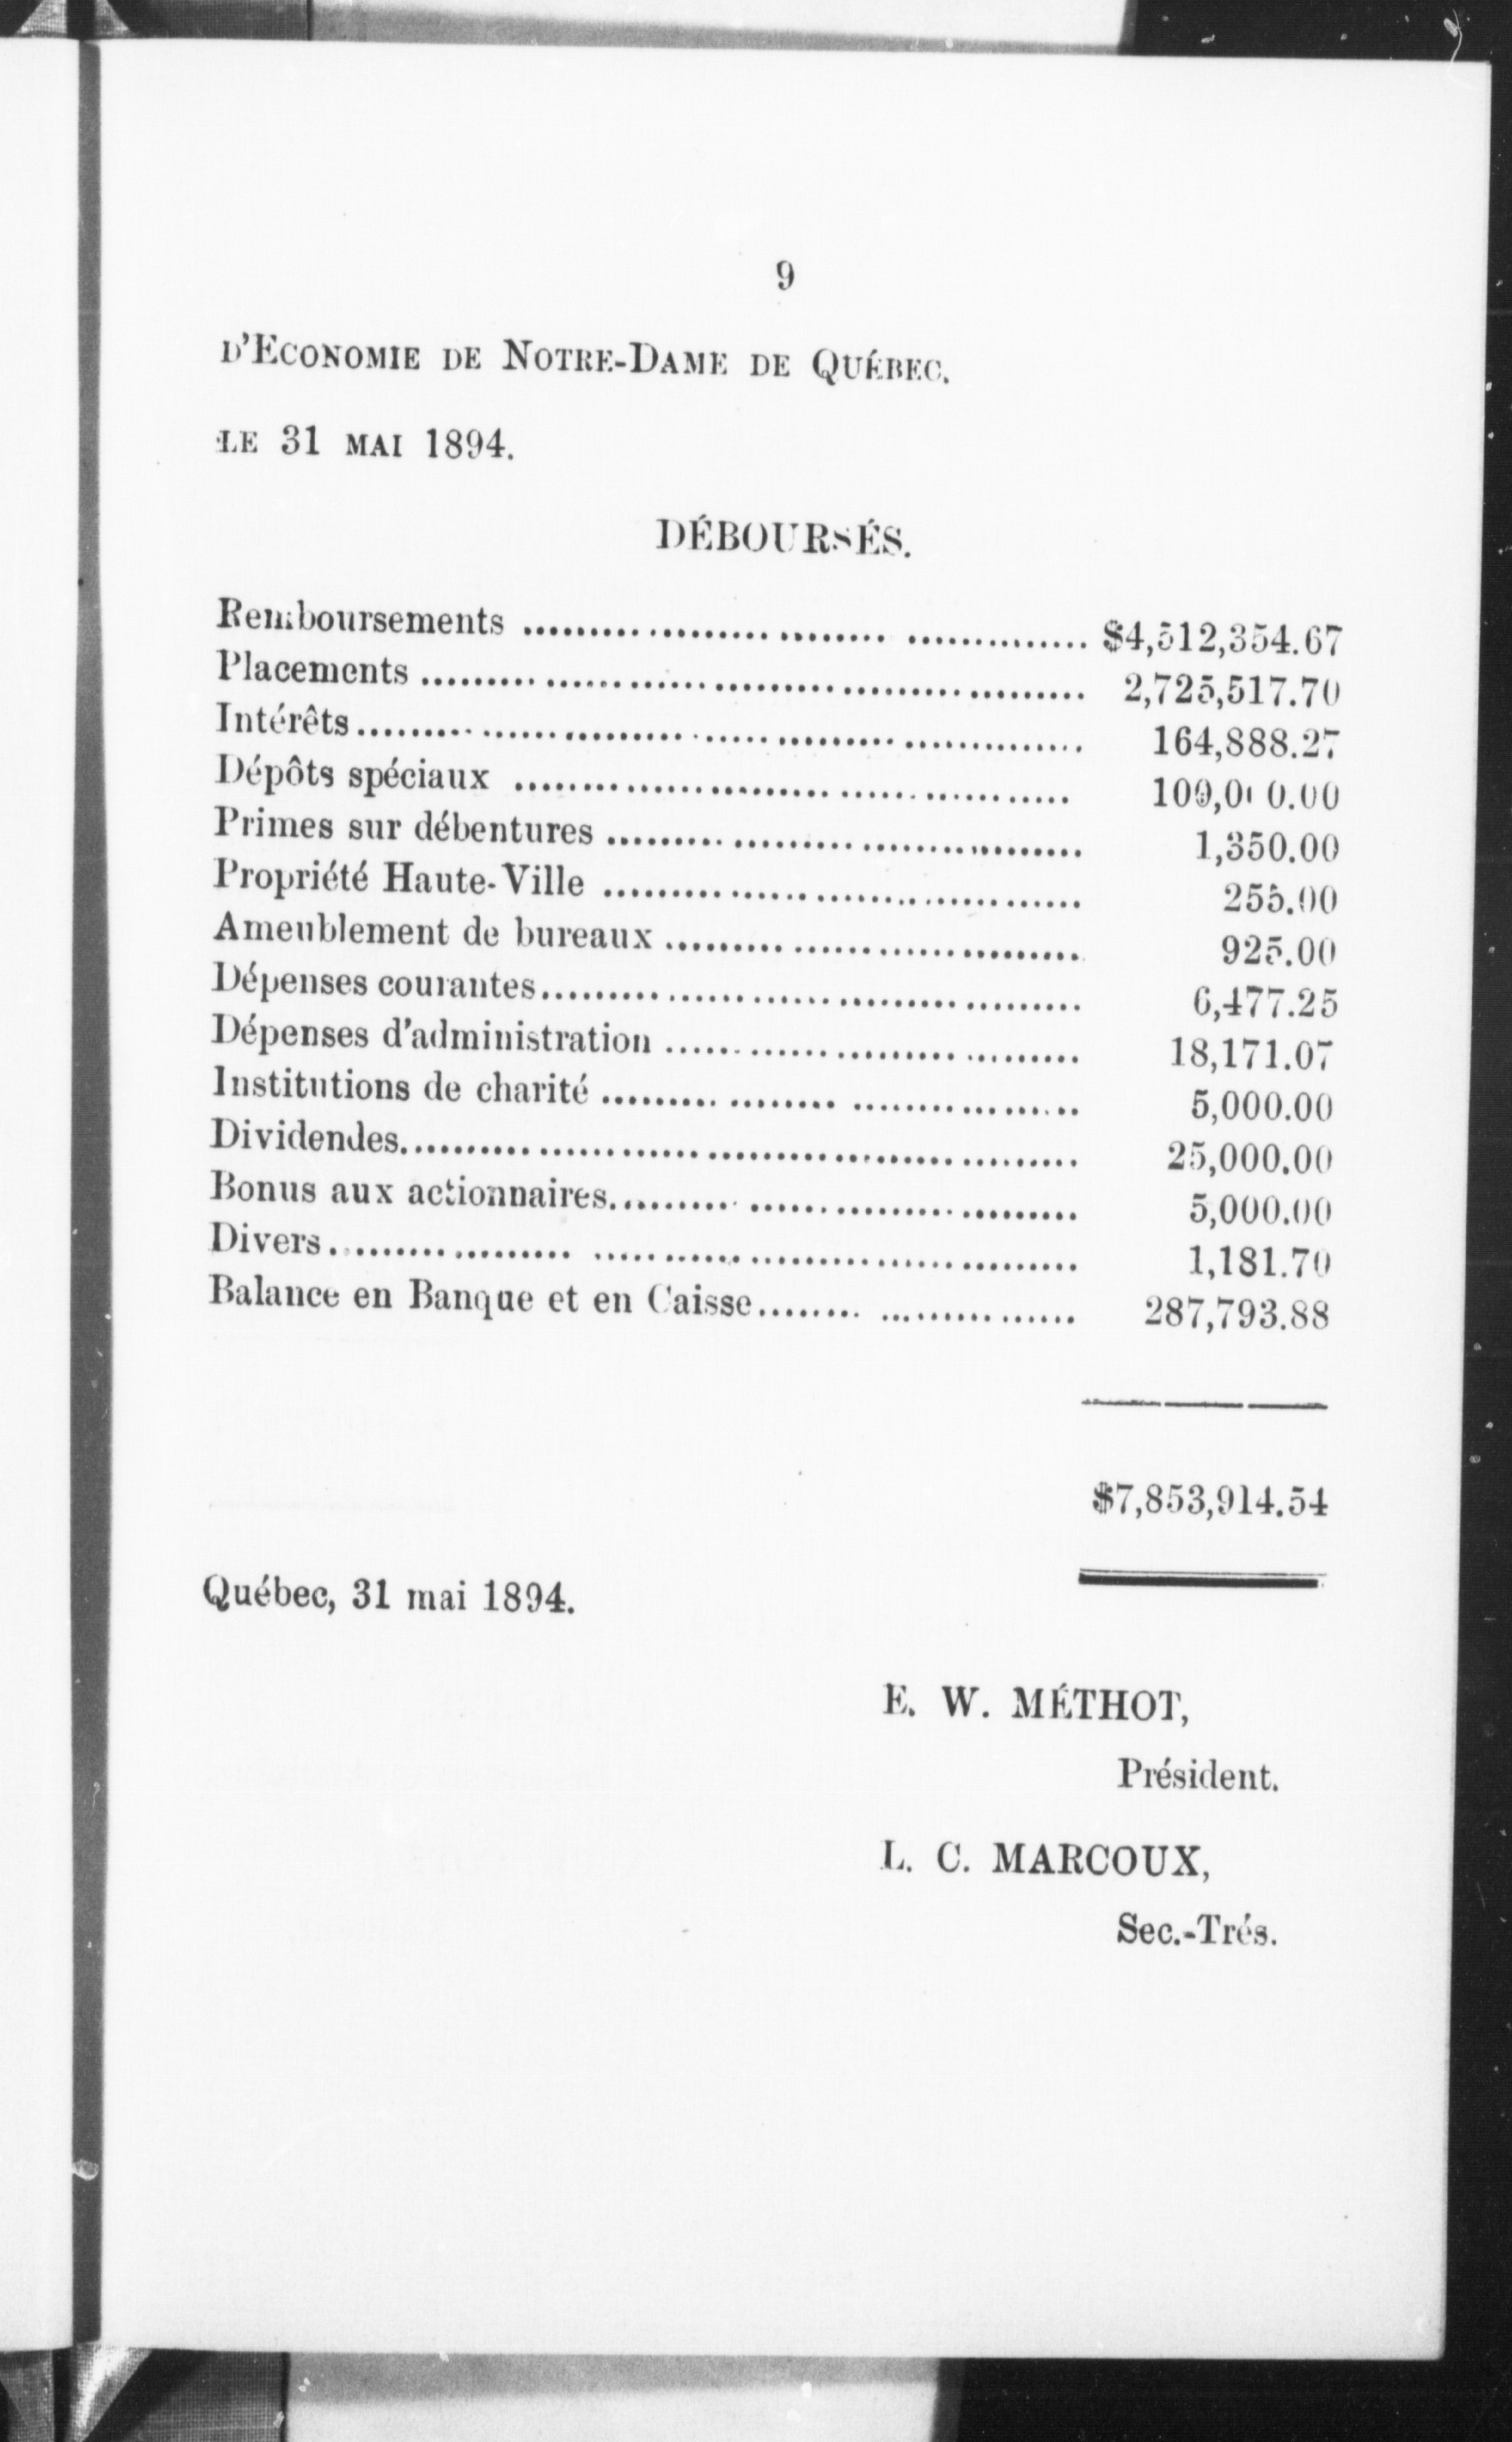 9
D'ECONOMIE DE NOTRE-DAME DE QUÉBEC.
LE 31 MAI 1894.
DÉBOURSÉS.
Remboursements ........................................ $4,512,354.67
Placements ........................................ 2,725,517.70
Intérêts ........................................ 164,888.27
Dépôts spéciaux ........................................ 100,000.00
Primes sur débentures ........................................ 1,350.00
Propriété Haute-Ville ........................................ 255.00
Ameublement de bureaux ........................................ 925.00
Dépenses courantes ........................................ 6,477.25
Dépenses d'administration ........................................ 18,171.07
Institutions de charité ........................................ 5,000.00
Dividendes ........................................ 25,000.00
Bonus aux actionnaires ........................................ 5,000.00
Divers ........................................ 1,181.70
Balance en Banque et en Caisse ........................ 287,793.88
$7,853,914.54
Québec, 31 mai 1894.
E. W. MÉTHOT,
Président.
L. C. MARCOUX,
Sec.-Trés.